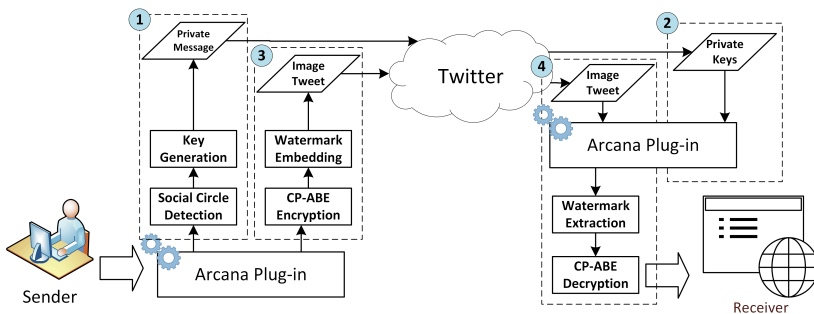 1
Private
Message
Key
Generation
Social Circle
Detection
3
Image
Tweet
Watermark
Embedding
CP-ABE
Encryption
Arcana Plug-in
Sender
Twitter
2
Private
Keys
4
Image
Tweet
Arcana Plug-in
Watermark
Extraction
CP-ABE
Decryption
Receiver